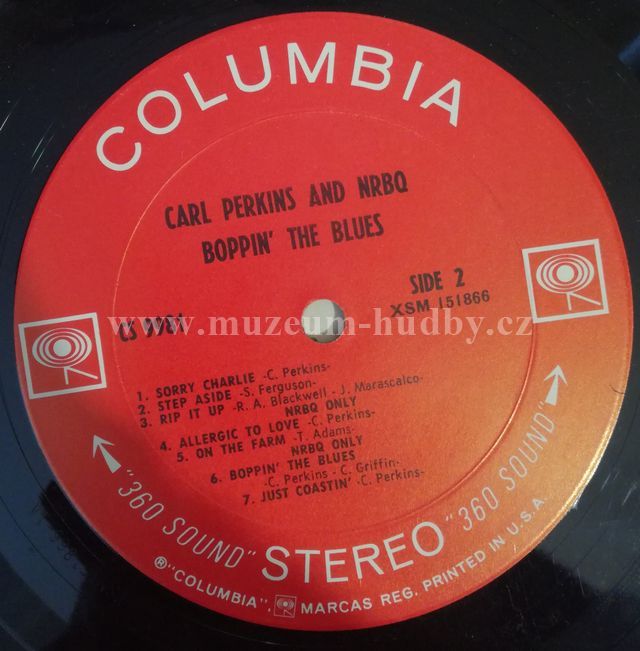 COLUMBIA
CARL PERKINS AND NRBQ
BOPPIN' THE BLUES
SIDE 2
XSM 151866
CS 9981
www.muzeum-hudby.cz
1. SORRY CHARLIE -C. Perkins-
2. STEP ASIDE -S. Ferguson-
3. RIP IT UP -R. A. Blackwell - J. Marascalco-
NRBQ ONLY
4. ALLERGIC TO LOVE -C. Perkins-
5. ON THE FARM -T. Adams-
NRBQ ONLY
6. BOPPIN' THE BLUES
-C. Perkins - C. Griffin-
7. JUST COASTIN' -C. Perkins-
"360 SOUND" STEREO "360 SOUND"
® "COLUMBIA", MARCAS REG. PRINTED IN U.S.A.